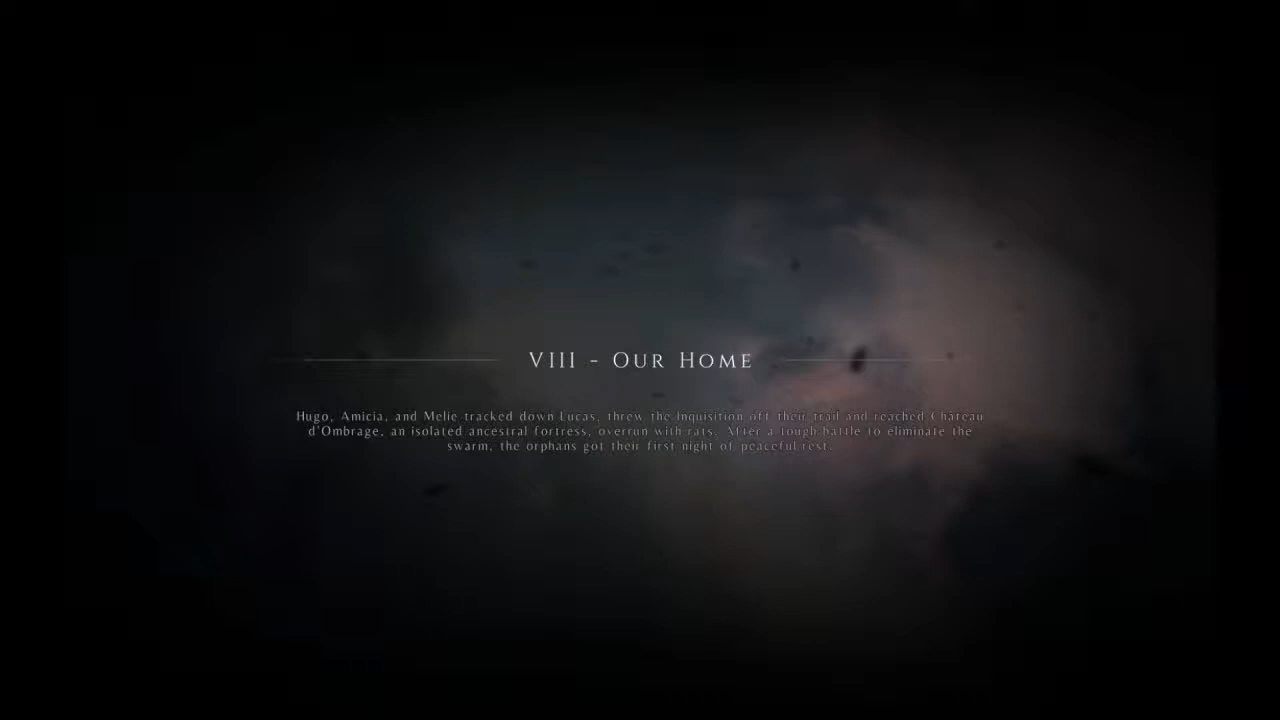 VIII - Our Home
Hugo, Amicia, and Melie tracked down Lucas, threw the Inquisition off their trail and reached Château
d'Ombrage, an isolated ancestral fortress, overrun with rats. After a tough battle to eliminate the
swarm, the orphans got their first night of peaceful rest.